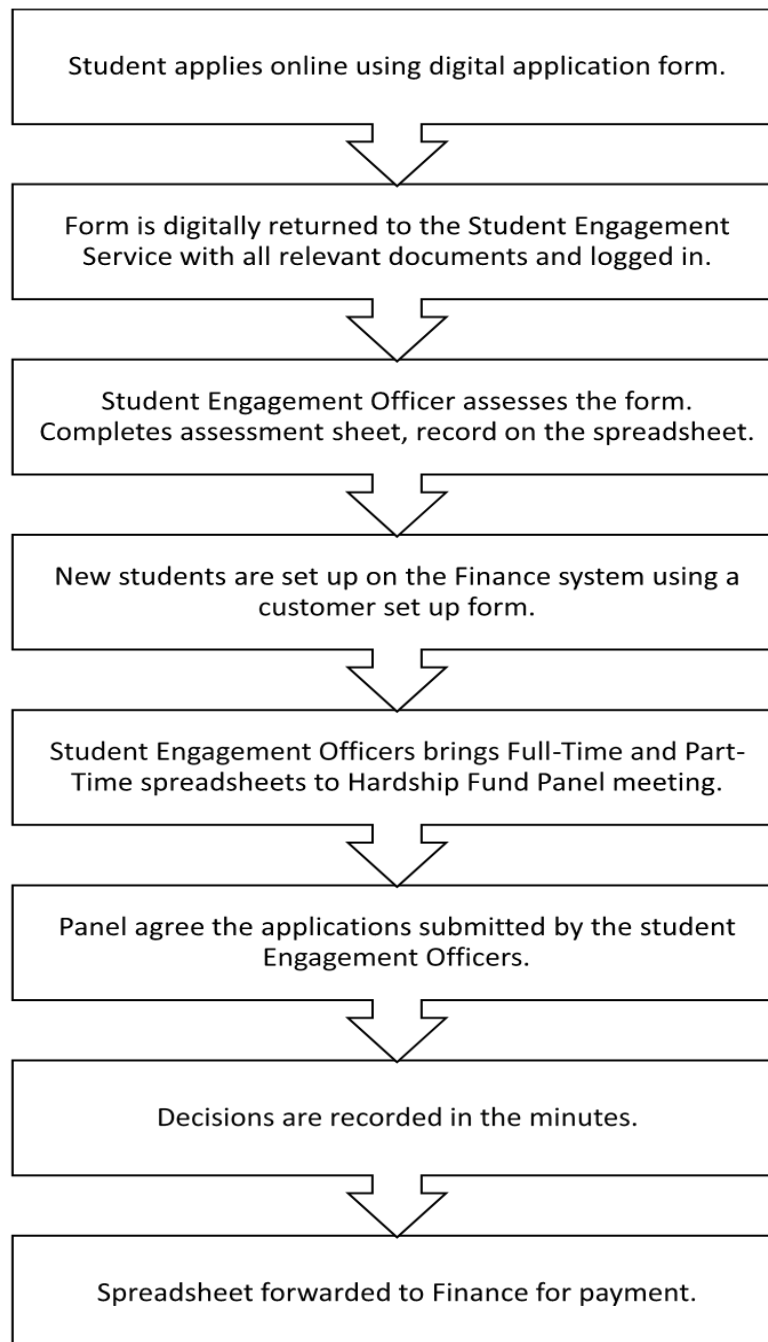 Student applies online using digital application form.
Form is digitally returned to the Student Engagement
Service with all relevant documents and logged in.
Student Engagement Officer assesses the form.
Completes assessment sheet, record on the spreadsheet.
New students are set up on the Finance system using a
customer set up form.
Student Engagement Officers brings Full-Time and Part-
Time spreadsheets to Hardship Fund Panel meeting.
Panel agree the applications submitted by the student
Engagement Officers.
Decisions are recorded in the minutes.
Spreadsheet forwarded to Finance for payment.